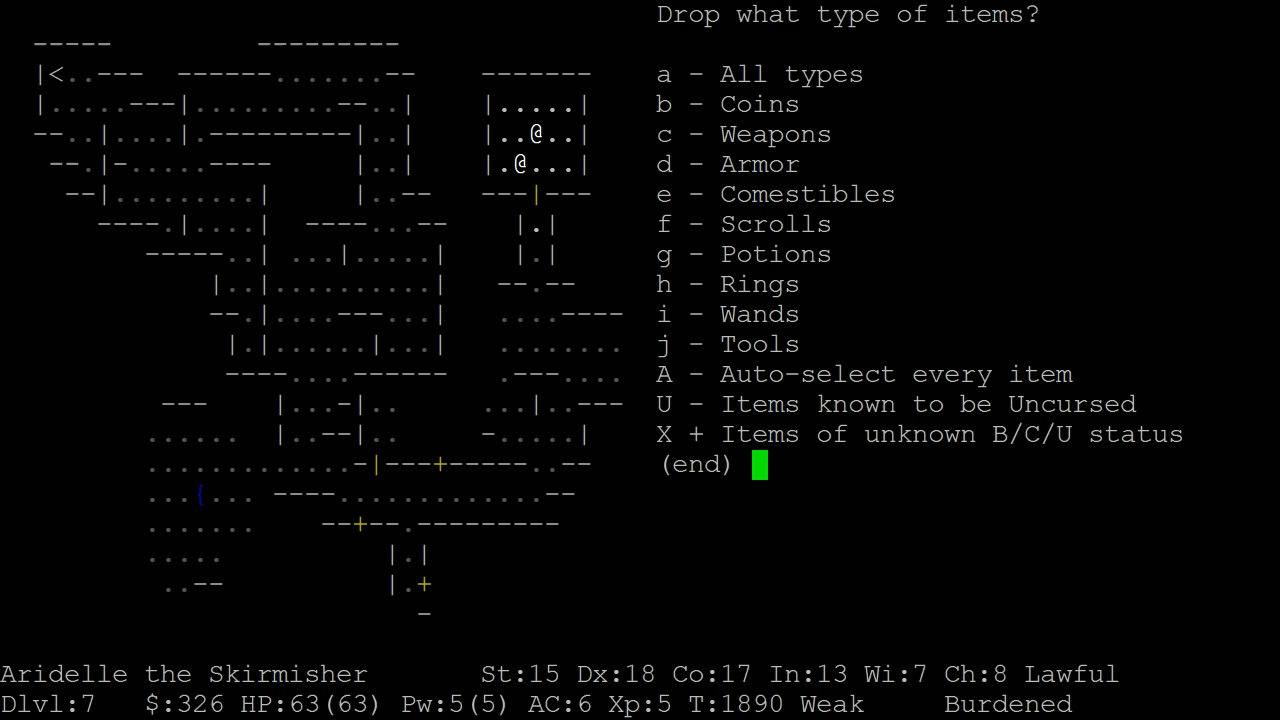 Drop what type of items?
a - All types
b - Coins
c - Weapons
d - Armor
e - Comestibles
f - Scrolls
g - Potions
h - Rings
i - Wands
j - Tools
A - Auto-select every item
U - Items known to be Uncursed
X + Items of unknown B/C/U status
(end)
Aridelle the Skirmisher St:15 Dx:18 Co:17 In:13 Wi:7 Ch:8 Lawful
Dlvl:7 $:326 HP:63(63) Pw:5(5) AC:6 Xp:5 T:1890 Weak Burdened